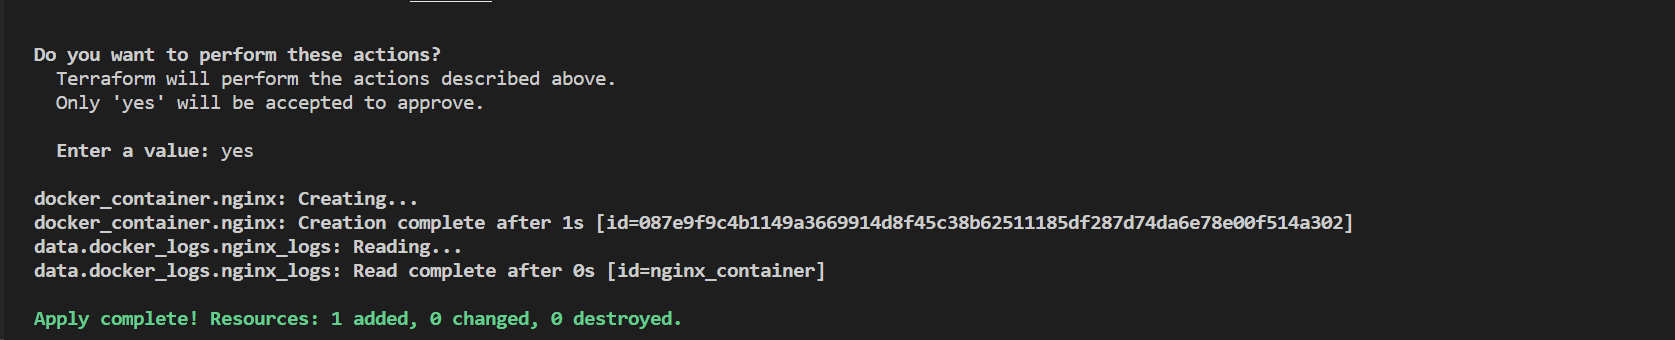 Do you want to perform these actions?
Terraform will perform the actions described above.
Only 'yes' will be accepted to approve.
Enter a value: yes
docker_container.nginx: Creating...
docker_container.nginx: Creation complete after 1s [id=087e9f9c4b1149a3669914d8f45c38b62511185df287d74da6e78e00f514a302]
data.docker_logs.nginx_logs: Reading...
data.docker_logs.nginx_logs: Read complete after 0s [id=nginx_container]
Apply complete! Resources: 1 added, 0 changed, 0 destroyed.